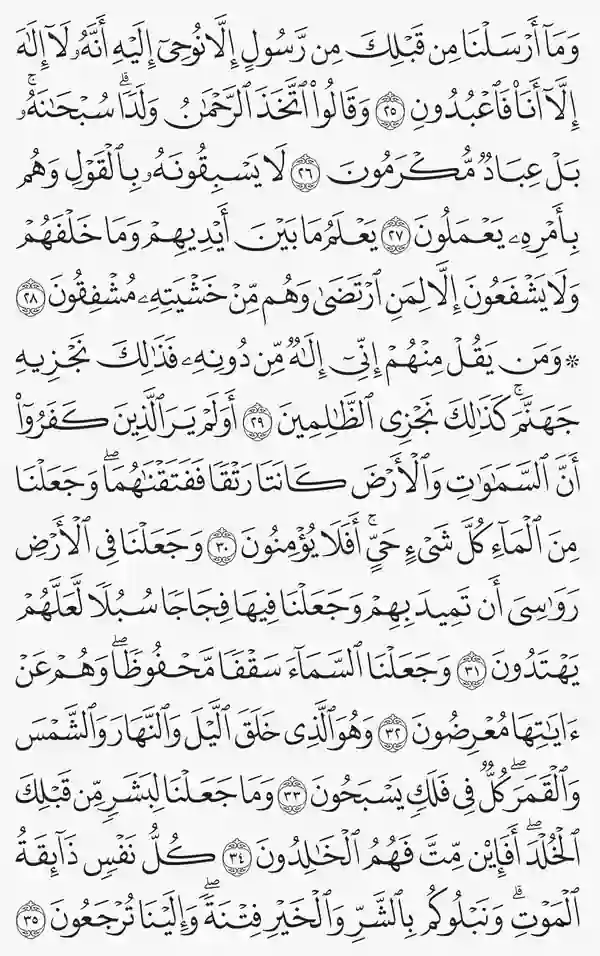 وَمَآ أَرۡسَلۡنَا مِن قَبۡلِكَ مِن رَّسُولٍ إِلَّا نُوحِيٓ إِلَيۡهِ أَنَّهُۥ لَآ إِلَٰهَ
إِلَّآ أَنَا۠ فَٱعۡبُدُونِ ٢٥ وَقَالُواْ ٱتَّخَذَ ٱلرَّحۡمَٰنُ وَلَدٗاۗ سُبۡحَٰنَهُۥۚ
بَلۡ عِبَادٞ مُّكۡرَمُونَ ٢٦ لَا يَسۡبِقُونَهُۥ بِٱلۡقَوۡلِ وَهُم
بِأَمۡرِهِۦ يَعۡمَلُونَ ٢٧ يَعۡلَمُ مَا بَيۡنَ أَيۡدِيهِمۡ وَمَا خَلۡفَهُمۡ
وَلَا يَشۡفَعُونَ إِلَّا لِمَنِ ٱرۡتَضَىٰ وَهُم مِّنۡ خَشۡيَتِهِۦ مُشۡفِقُونَ ٢٨
* وَمَن يَقُلۡ مِنۡهُمۡ إِنِّيٓ إِلَٰهٞ مِّن دُونِهِۦ فَذَٰلِكَ نَجۡزِيهِ
جَهَنَّمَۚ كَذَٰلِكَ نَجۡزِي ٱلظَّٰلِمِينَ ٢٩ أَوَلَمۡ يَرَ ٱلَّذِينَ كَفَرُوٓاْ
أَنَّ ٱلسَّمَٰوَٰتِ وَٱلۡأَرۡضَ كَانَتَا رَتۡقٗا فَفَتَقۡنَٰهُمَاۖ وَجَعَلۡنَا
مِنَ ٱلۡمَآءِ كُلَّ شَيۡءٍ حَيٍّۚ أَفَلَا يُؤۡمِنُونَ ٣٠ وَجَعَلۡنَا فِي ٱلۡأَرۡضِ
رَوَٰسِيَ أَن تَمِيدَ بِهِمۡ وَجَعَلۡنَا فِيهَا فِجَاجٗا سُبُلٗا لَّعَلَّهُمۡ
يَهۡتَدُونَ ٣١ وَجَعَلۡنَا ٱلسَّمَآءَ سَقۡفٗا مَّحۡفُوظٗاۖ وَهُمۡ عَنۡ
ءَايَٰتِهَا مُعۡرِضُونَ ٣٢ وَهُوَ ٱلَّذِي خَلَقَ ٱلَّيۡلَ وَٱلنَّهَارَ وَٱلشَّمۡسَ
وَٱلۡقَمَرَۖ كُلّٞ فِي فَلَكٖ يَسۡبَحُونَ ٣٣ وَمَا جَعَلۡنَا لِبَشَرٖ مِّن قَبۡلِكَ
ٱلۡخُلۡدَۖ أَفَإِيْن مِّتَّ فَهُمُ ٱلۡخَٰلِدُونَ ٣٤ كُلُّ نَفۡسٖ ذَآئِقَةُ
ٱلۡمَوۡتِۗ وَنَبۡلُوكُم بِٱلشَّرِّ وَٱلۡخَيۡرِ فِتۡنَةٗۖ وَإِلَيۡنَا تُرۡجَعُونَ ٣٥